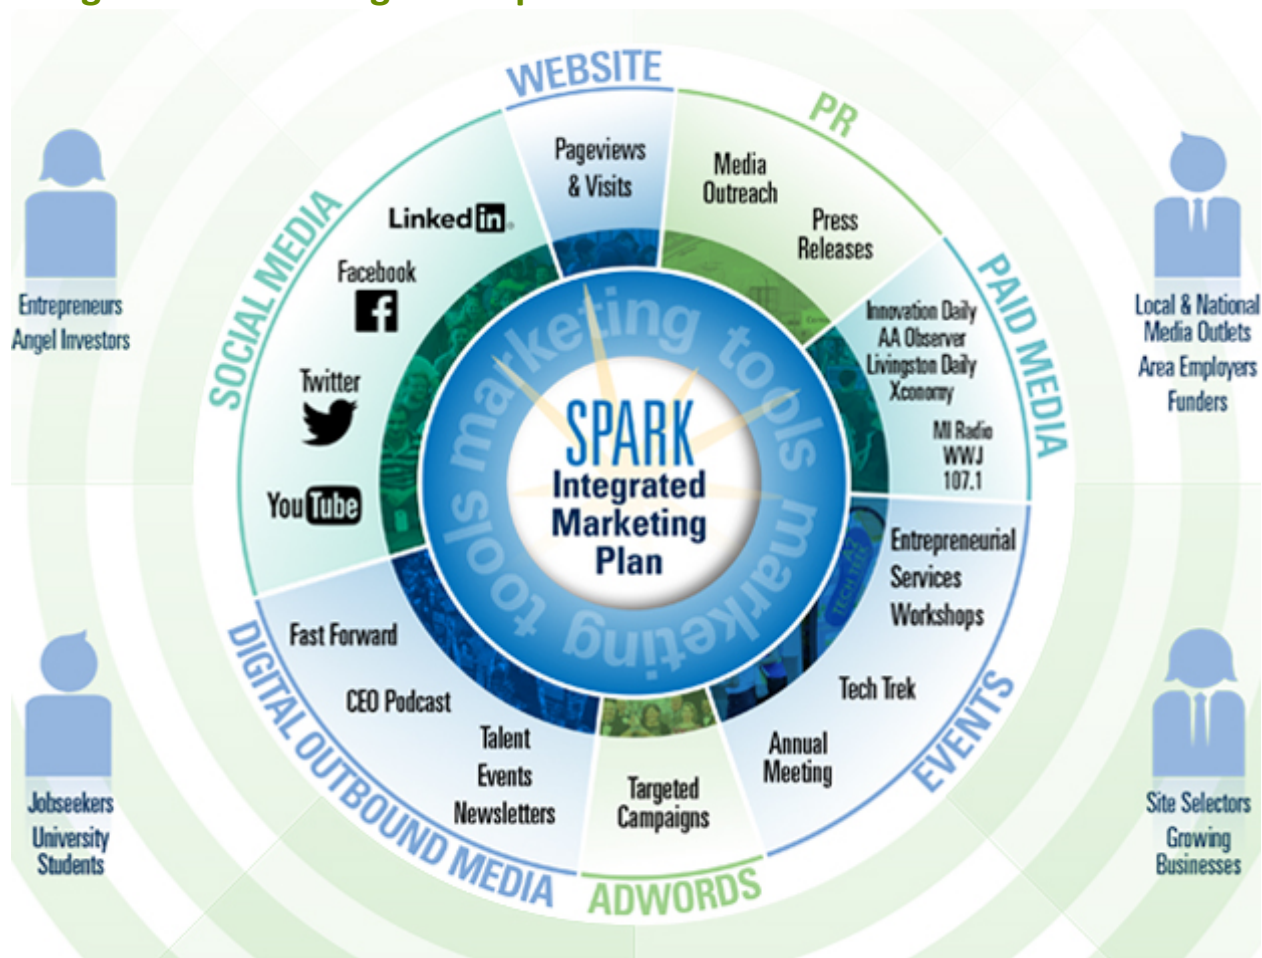 WEBSITE
Pageviews
& Visits
PR
Media
Outreach
Press
Releases
PAID MEDIA
Innovation Daily
AA Observer
Livingston Daily
Xconomy
MI Radio
WWJ
107.1
EVENTS
Entrepreneurial
Services
Workshops
Tech Trek
Annual
Meeting
ADWORDS
Targeted
Campaigns
DIGITAL OUTBOUND MEDIA
Fast Forward
CEO Podcast
Talent
Events
Newsletters
SOCIAL MEDIA
Linked in
Facebook
f
Twitter
YouTube
marketing tools marketing tools
SPARK
Integrated
Marketing
Plan
A2
TECH TREK
Entrepreneurs
Angel Investors
Local & National
Media Outlets
Area Employers
Funders
Jobseekers
University
Students
Site Selectors
Growing
Businesses